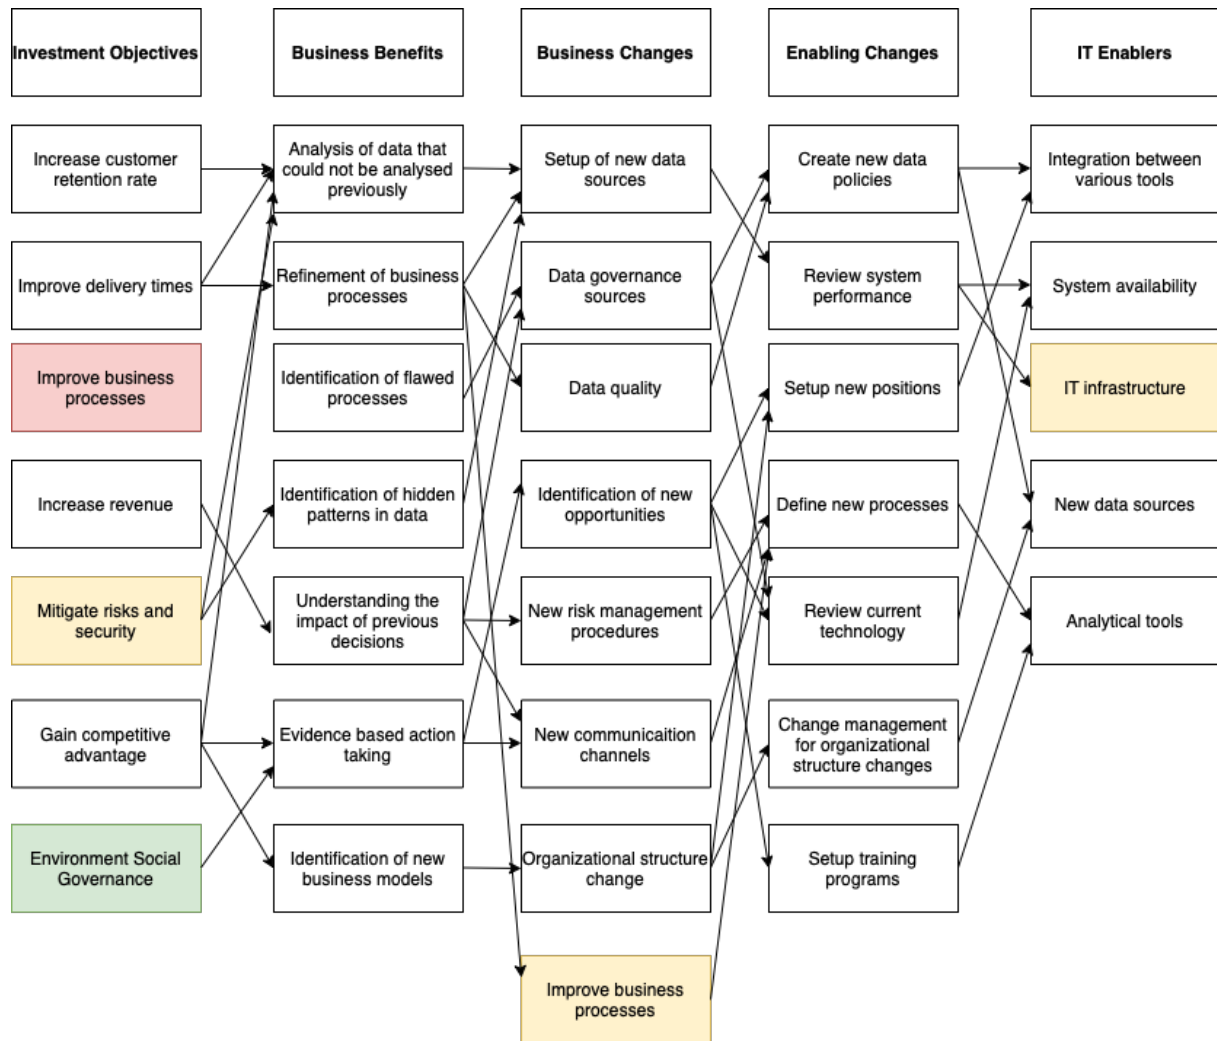 Investment Objectives
Business Benefits
Business Changes
Enabling Changes
IT Enablers
Increase customer
retention rate
Analysis of data that
could not be analysed
previously
Setup of new data
sources
Create new data
policies
Integration between
various tools
Improve delivery times
Refinement of business
processes
Data governance
sources
Review system
performance
System availability
Improve business
processes
Identification of flawed
processes
Data quality
Setup new positions
IT infrastructure
Increase revenue
Identification of hidden
patterns in data
Identification of new
opportunities
Define new processes
New data sources
Mitigate risks and
security
Understanding the
impact of previous
decisions
New risk management
procedures
Review current
technology
Analytical tools
Gain competitive
advantage
Evidence based action
taking
New communicaition
channels
Change management
for organizational
structure changes
Environment Social
Governance
Identification of new
business models
Organizational structure
change
Setup training
programs
Improve business
processes